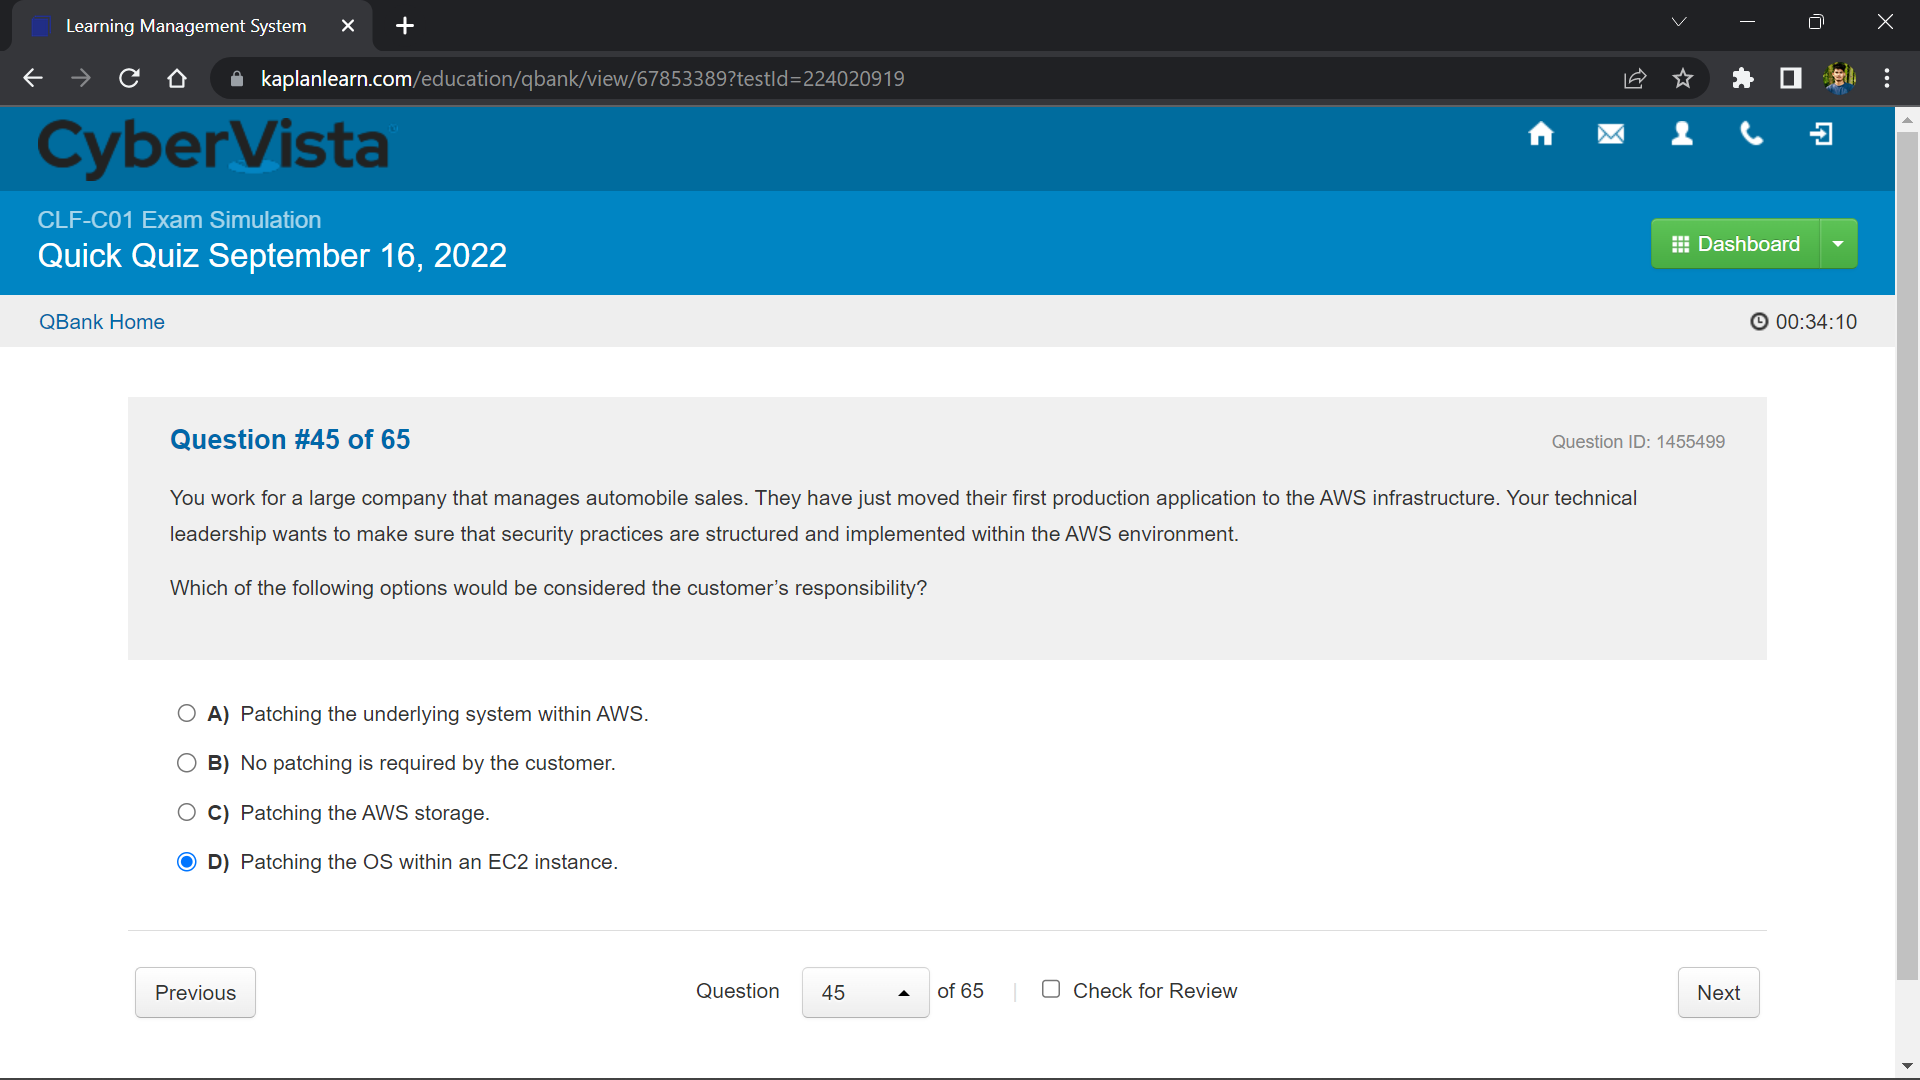 Learning Management System
kaplanlearn.com/education/qbank/view/67853389?testId=224020919
CyberVista
CLF-C01 Exam Simulation
Quick Quiz September 16, 2022
Dashboard
QBank Home
00:34:10
Question #45 of 65
Question ID: 1455499
You work for a large company that manages automobile sales. They have just moved their first production application to the AWS infrastructure. Your technical
leadership wants to make sure that security practices are structured and implemented within the AWS environment.
Which of the following options would be considered the customer’s responsibility?
A) Patching the underlying system within AWS.
B) No patching is required by the customer.
C) Patching the AWS storage.
D) Patching the OS within an EC2 instance.
Previous
Question 45 of 65 | Check for Review
Next